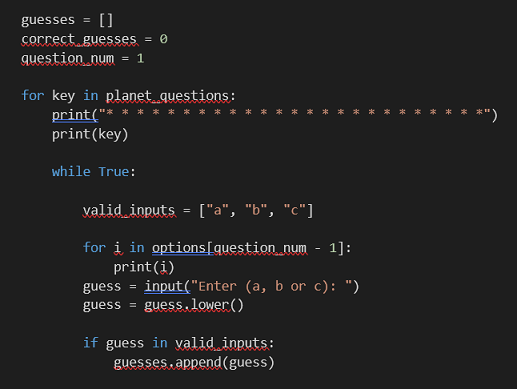 guesses = []
correct_guesses = 0
question_num = 1
for key in planet_questions:
print("* * * * * * * * * * * * * * * * * * * * * * * * *")
print(key)
while True:
valid_inputs = ["a", "b", "c"]
for i in options[question_num - 1]:
print(i)
guess = input("Enter (a, b or c): ")
guess = guess.lower()
if guess in valid_inputs:
guesses.append(guess)